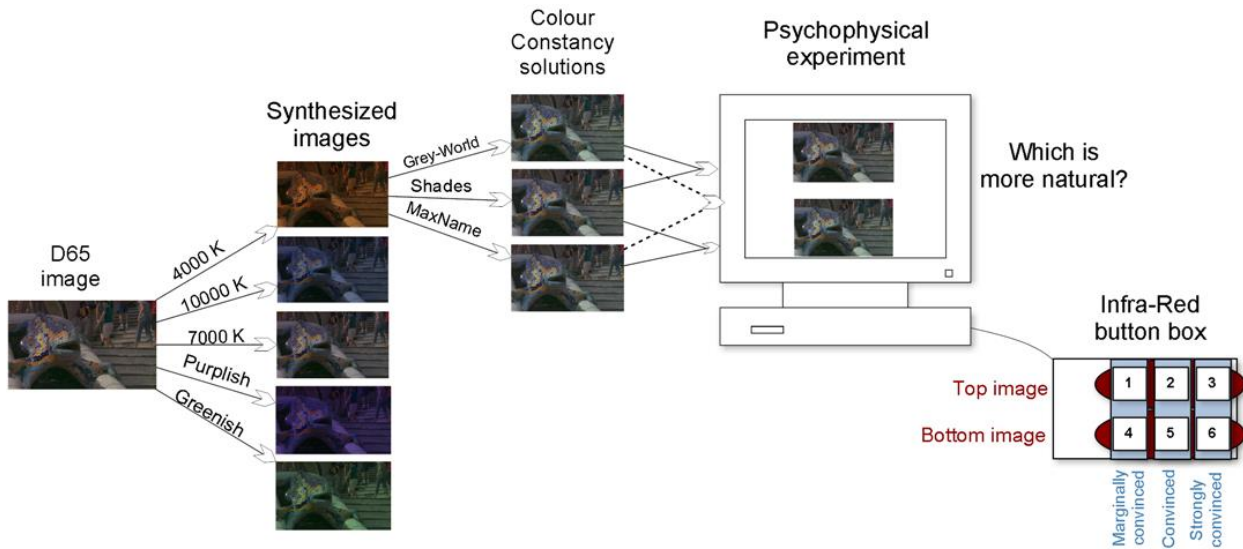 D65
image
4000 K
10000 K
7000 K
Purplish
Greenish
Synthesized
images
Grey-World
Shades
MaxName
Colour
Constancy
solutions
Psychophysical
experiment
Which is
more natural?
Infra-Red
button box
Top image
1 2 3
Bottom image
4 5 6
Marginally
convinced
Convinced
Strongly
convinced